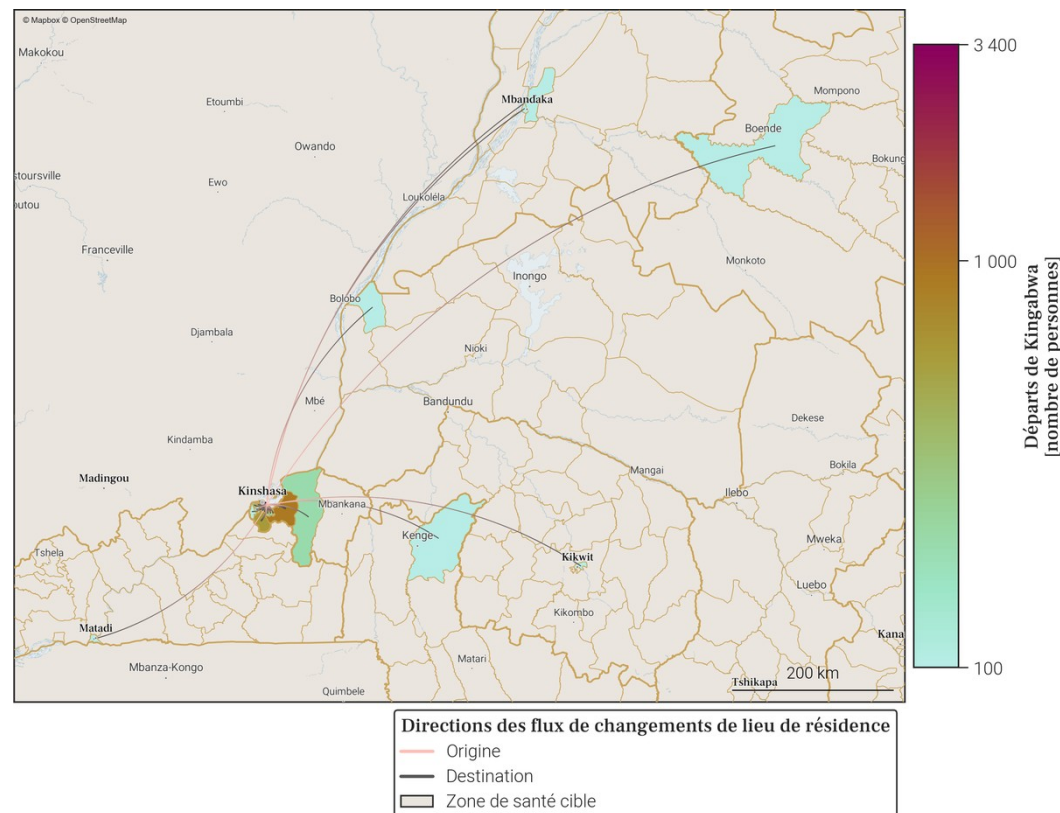 © Mapbox © OpenStreetMap
Makokou
Mbandaka
Mompono
Etoumbi
Boende
Owando
Bokung
stoursville
Ewo
Loukoléla
outou
Franceville
Monkoto
Inongo
Bolobo
Djambala
Nioki
Mbé
Bandundu
Dekese
Kindamba
Mangai
Bokila
Madingou
Kinshasa
Ilebo
Mbankana
Kenge
Mweka
Tshela
Kikwit
Luebo
Kikombo
Matadi
Kana
Mbanza-Kongo
Matari
Quimbele
Tshikapa
200 km
3 400
1 000
100
Départs de Kingabwa
[nombre de personnes]
Directions des flux de changements de lieu de résidence
Origine
Destination
Zone de santé cible